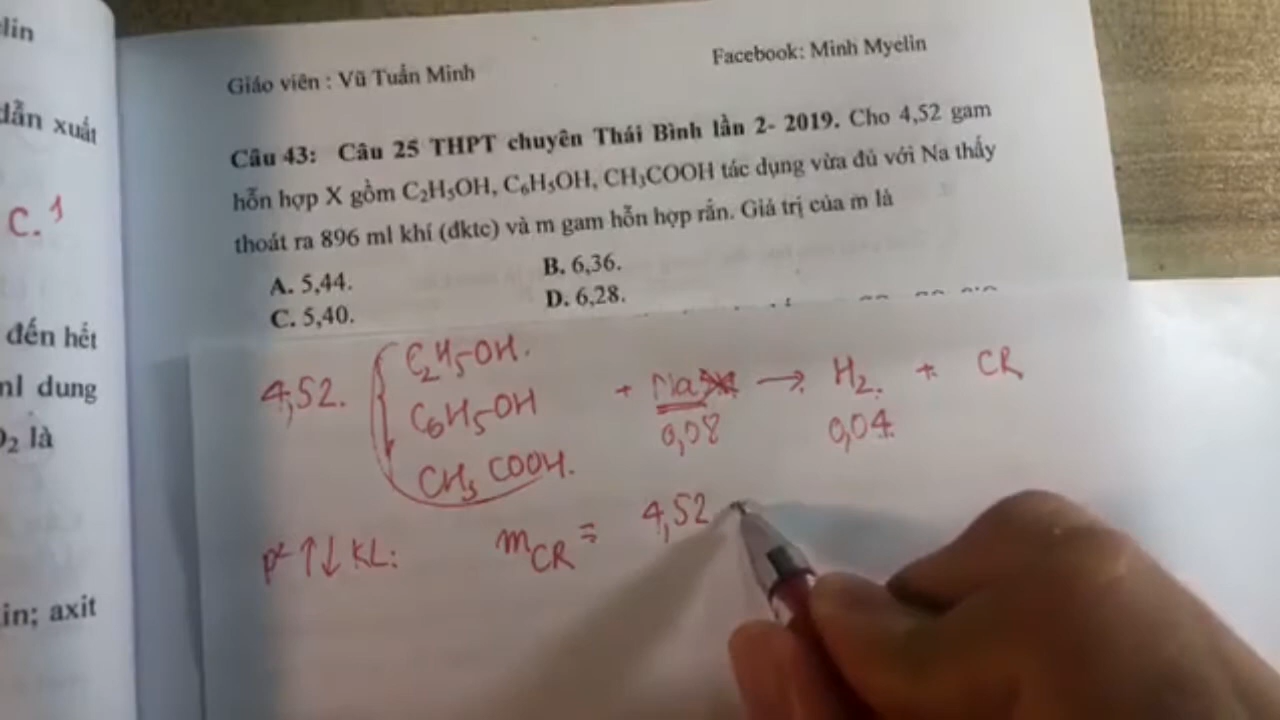 lin
dẫn xuất
C. 1
đến hết
ml dung
O₂ là
in; axit
Giáo viên : Vũ Tuấn Minh
Facebook: Minh Myelin
Câu 43: Câu 25 THPT chuyên Thái Bình lần 2- 2019. Cho 4,52 gam
hỗn hợp X gồm C₂H₅OH, C₆H₅OH, CH₃COOH tác dụng vừa đủ với Na thấy
thoát ra 896 ml khí (đktc) và m gam hỗn hợp rắn. Giá trị của m là
A. 5,44. B. 6,36.
C. 5,40. D. 6,28.
4,52. C₂H₅OH.
C₆H₅OH + Na → H₂ + CR
0,08 0,04
CH₃COOH.
p² ↑↓ KL: mCR = 4,52